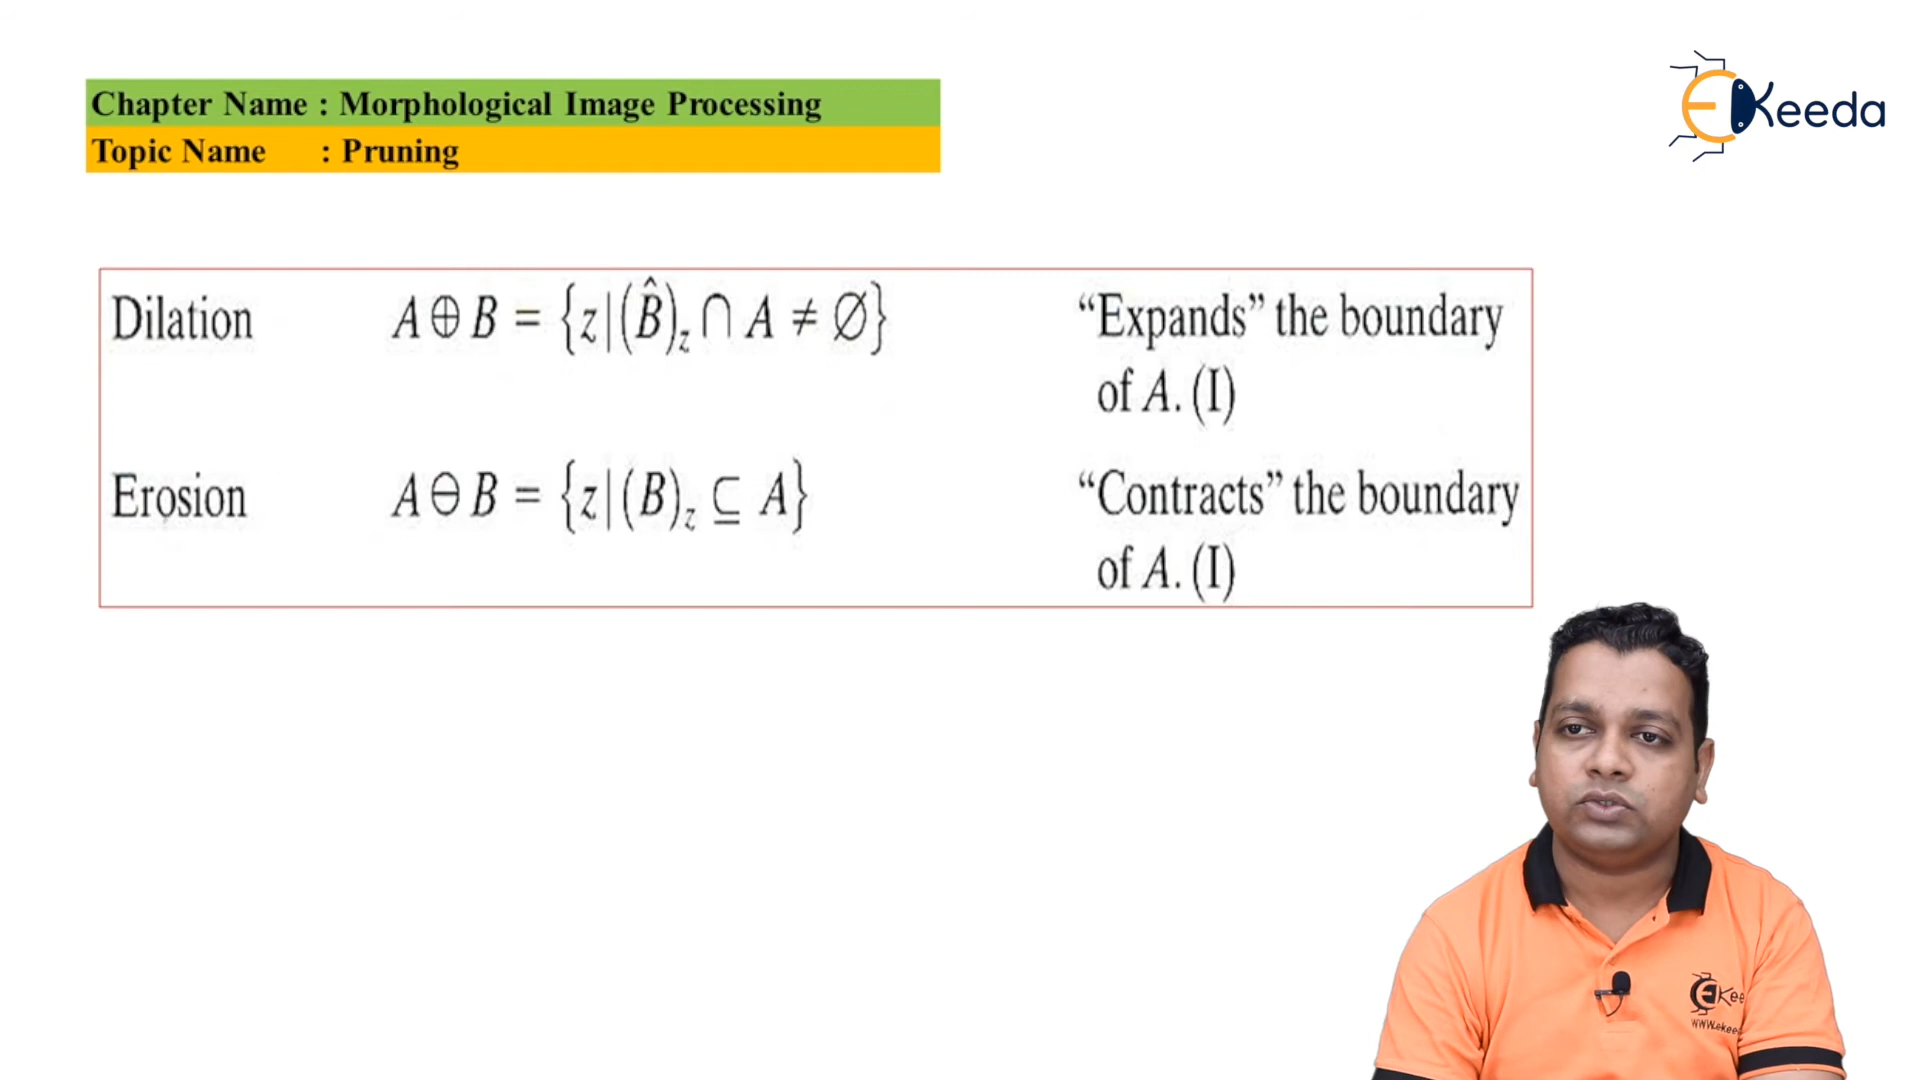 Chapter Name : Morphological Image Processing
Topic Name : Pruning
EKeeda
Dilation A ⊕ B = {z|(B̂)z ∩ A ≠ ∅} “Expands” the boundary
of A. (I)
Erosion A ⊖ B = {z|(B)z ⊆ A} “Contracts” the boundary
of A. (I)